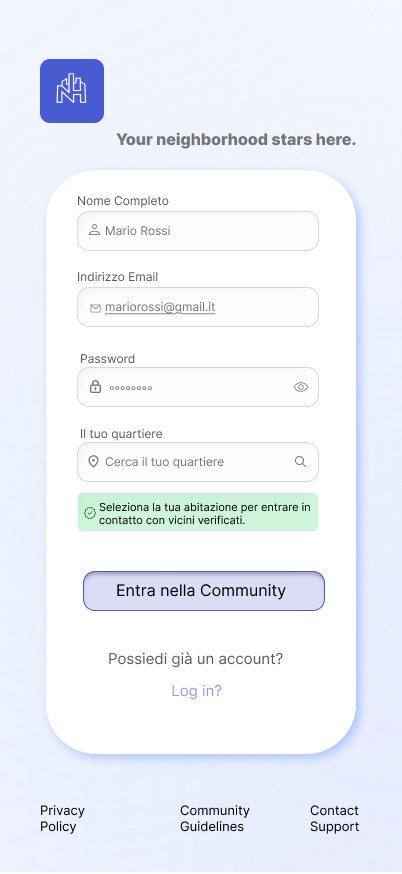 Your neighborhood stars here.
Nome Completo
Mario Rossi
Indirizzo Email
mariorossi@gmail.it
Password
Il tuo quartiere
Cerca il tuo quartiere
Seleziona la tua abitazione per entrare in
contatto con vicini verificati.
Entra nella Community
Possiedi già un account?
Log in?
Privacy
Policy
Community
Guidelines
Contact
Support